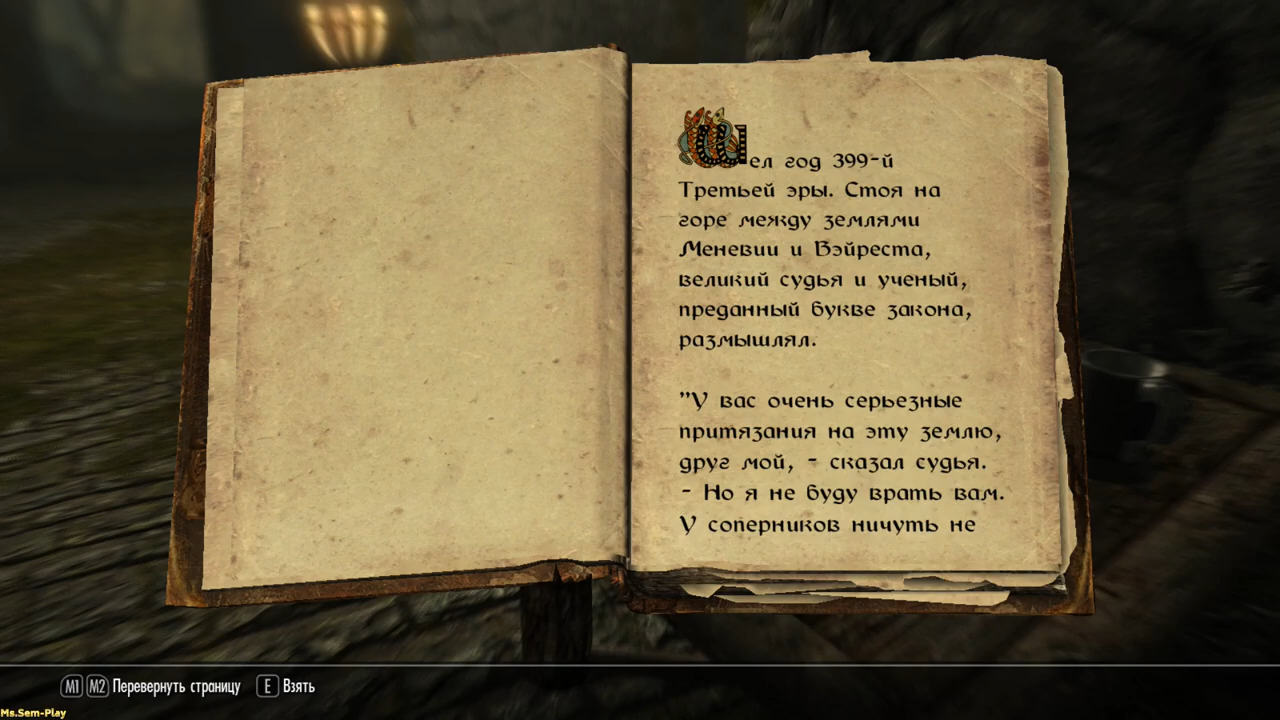 Шел год 399-й
Третьей эры. Стоя на
горе между землями
Меневии и Вэйреста,
великий судья и ученый,
преданный букве закона,
размышлял.
"У вас очень серьезные
притязания на эту землю,
друг мой, - сказал судья.
- Но я не буду врать вам.
У соперников ничуть не
M1 M2 Перевернуть страницу E Взять
Ms.Sem-Play